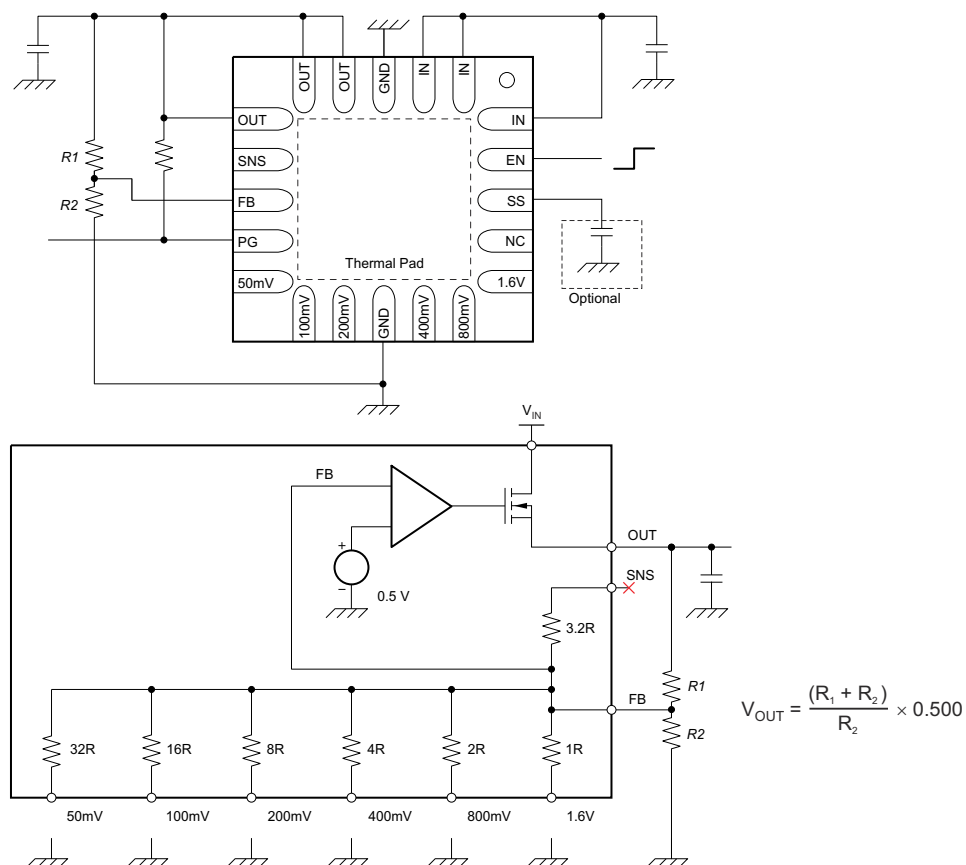 OUT
OUT
GND
IN
IN
OUT
SNS
FB
PG
50mV
IN
EN
SS
NC
1.6V
100mV
200mV
GND
400mV
800mV
Thermal Pad
R1
R2
Optional
V_IN
FB
OUT
SNS
+
−
0.5 V
3.2R
FB
R1
R2
32R
16R
8R
4R
2R
1R
50mV
100mV
200mV
400mV
800mV
1.6V
V_OUT = (R_1 + R_2) / R_2 × 0.500